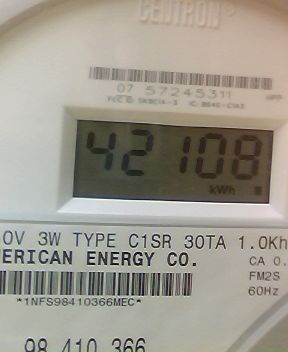 CENTRON®
07 57245311
42108
kWh
0V 3W TYPE C1SR 30TA 1.0Kh
ERICAN ENERGY CO.
CA 0.
FM2S
*1NFS98410366MEC*
60Hz
98 410 366